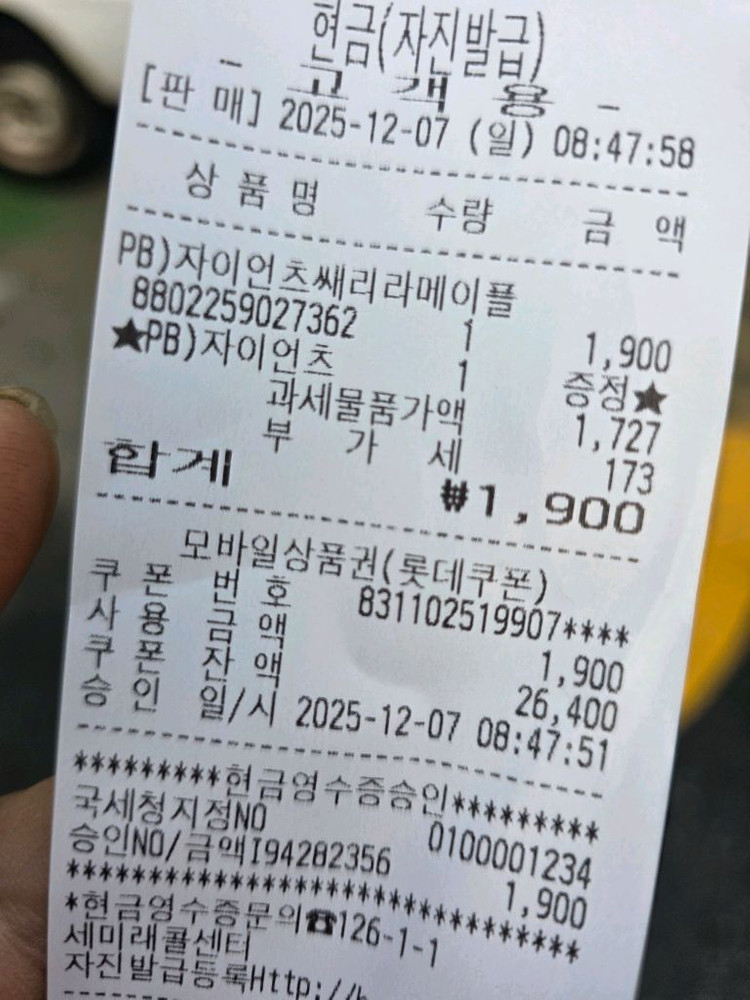 현금(자진발급)
- 고 객 용 -
[판 매] 2025-12-07 (일) 08:47:58
상 품 명 수량 금 액
PB)자이언츠쌔리라메이플
8802259027362 1 1,900
★PB)자이언츠 1 증정★
과세물품가액 1,727
부 가 세 173
합계 ₩1,900
모바일상품권(롯데쿠폰)
쿠 폰 번 호 831102519907****
사 용 금 액 1,900
쿠 폰 잔 액 26,400
승 인 일/시 2025-12-07 08:47:51
*********현금영수증승인*********
국세청지정NO 0100001234
승인NO/금액I94282356 1,900
********************************
*현금영수증문의☎126-1-1
세미래콜센터
자진발급등록Http://h